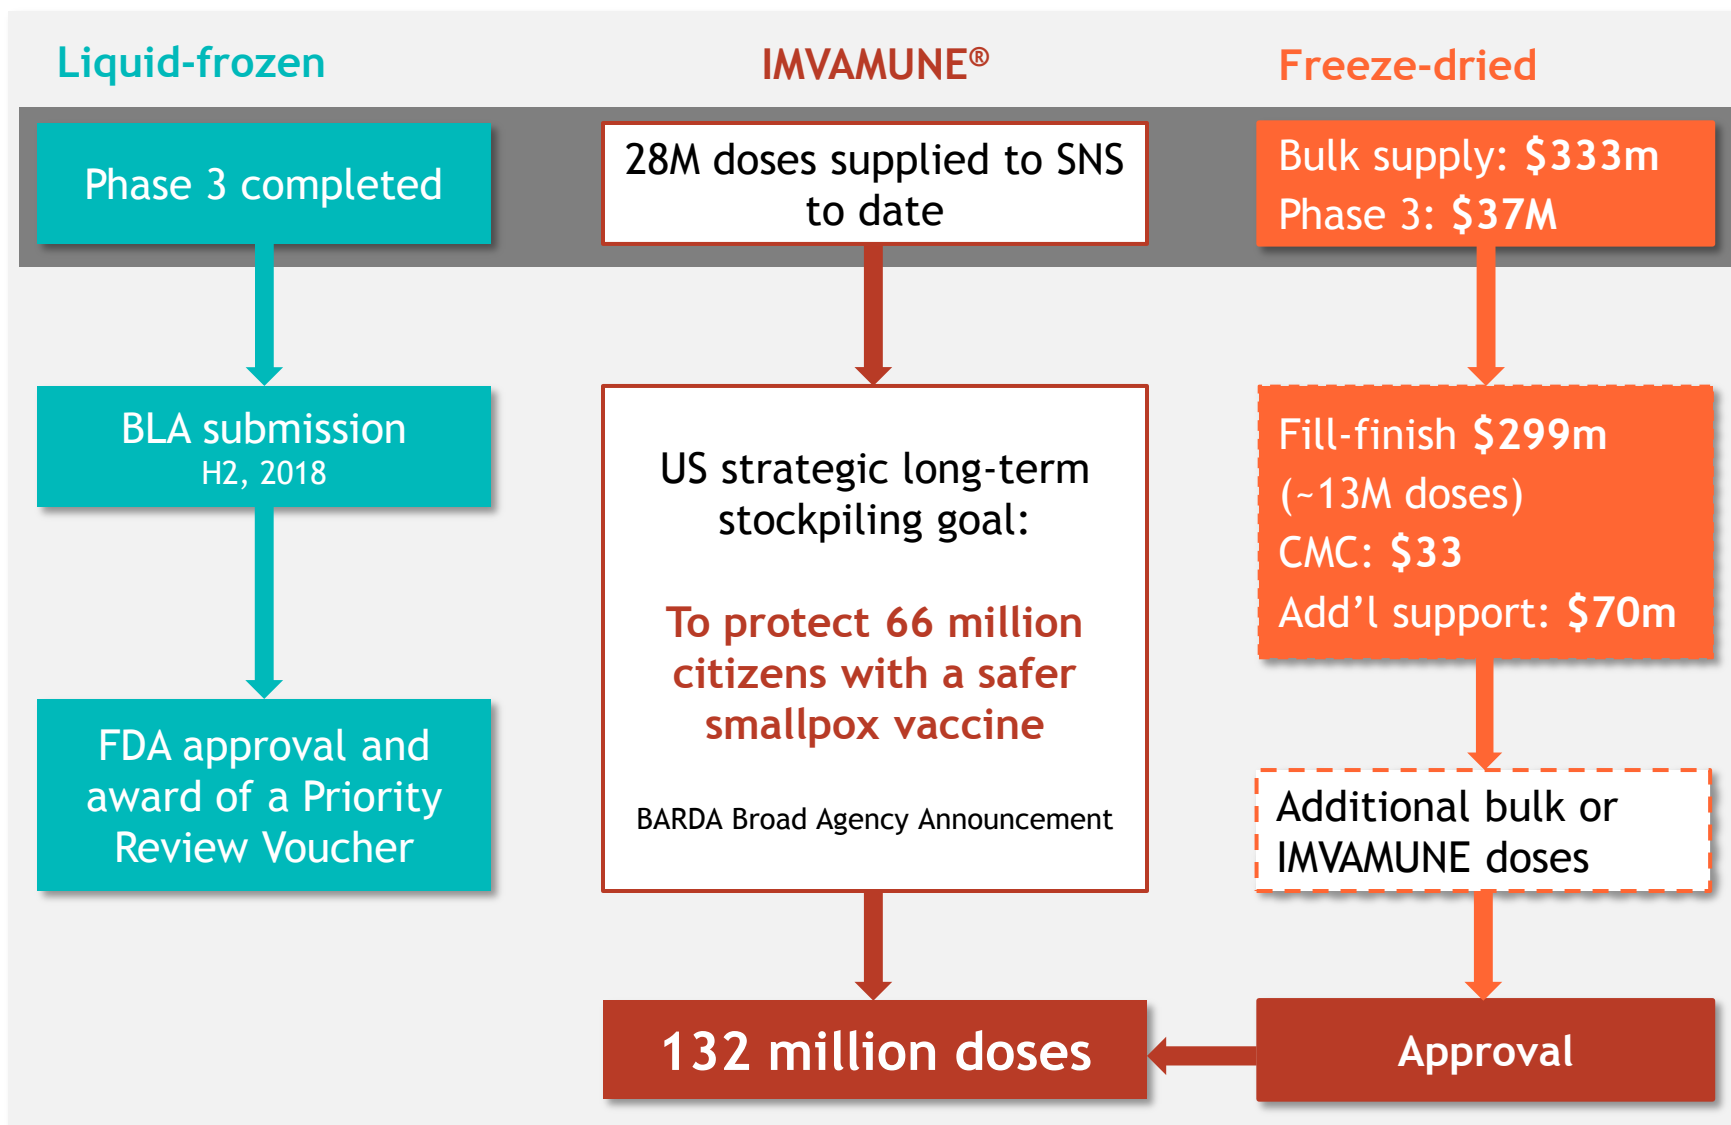 Liquid-frozen
IMVAMUNE®
Freeze-dried
Phase 3 completed
28M doses supplied to SNS
to date
Bulk supply: $333m
Phase 3: $37M
BLA submission
H2, 2018
US strategic long-term
stockpiling goal:
To protect 66 million
citizens with a safer
smallpox vaccine
BARDA Broad Agency Announcement
Fill-finish $299m
(~13M doses)
CMC: $33
Add’l support: $70m
FDA approval and
award of a Priority
Review Voucher
Additional bulk or
IMVAMUNE doses
132 million doses
Approval